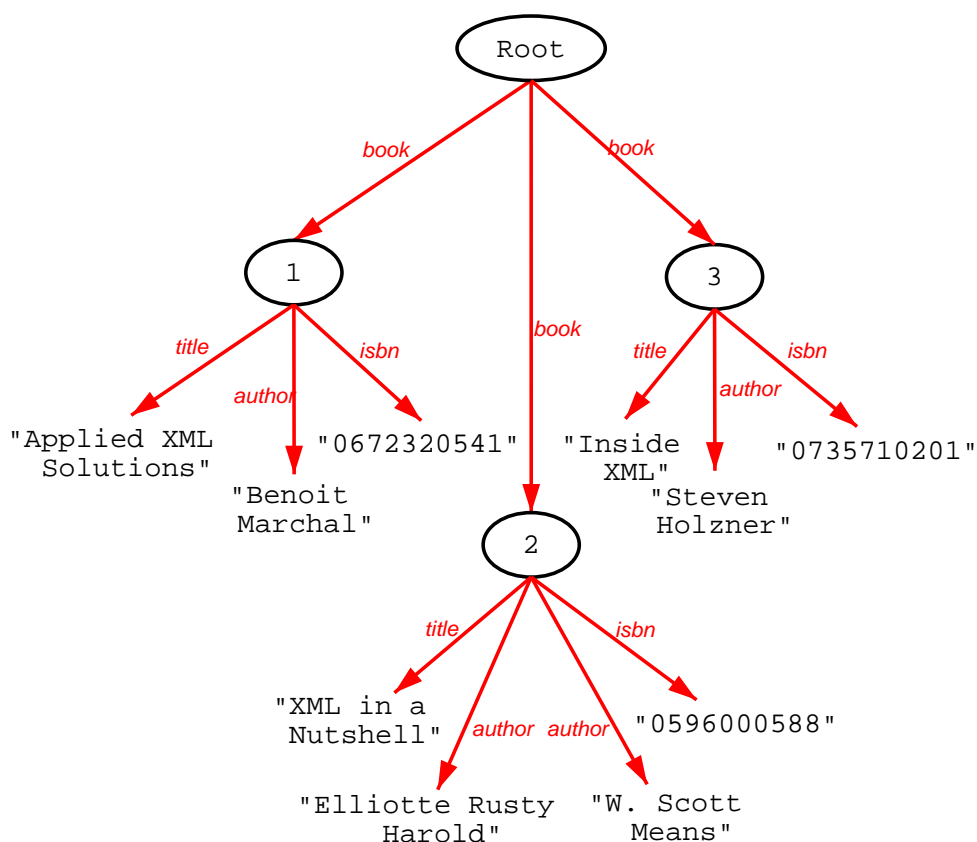 Root
book
book
1
3
book
title
isbn
author
title
isbn
author
"Applied XML
Solutions"
"0672320541"
"Benoit
Marchal"
"Inside
XML"
"0735710201"
"Steven
Holzner"
2
title
isbn
"XML in a
Nutshell"
author
author
"0596000588"
"Elliotte Rusty
Harold"
"W. Scott
Means"